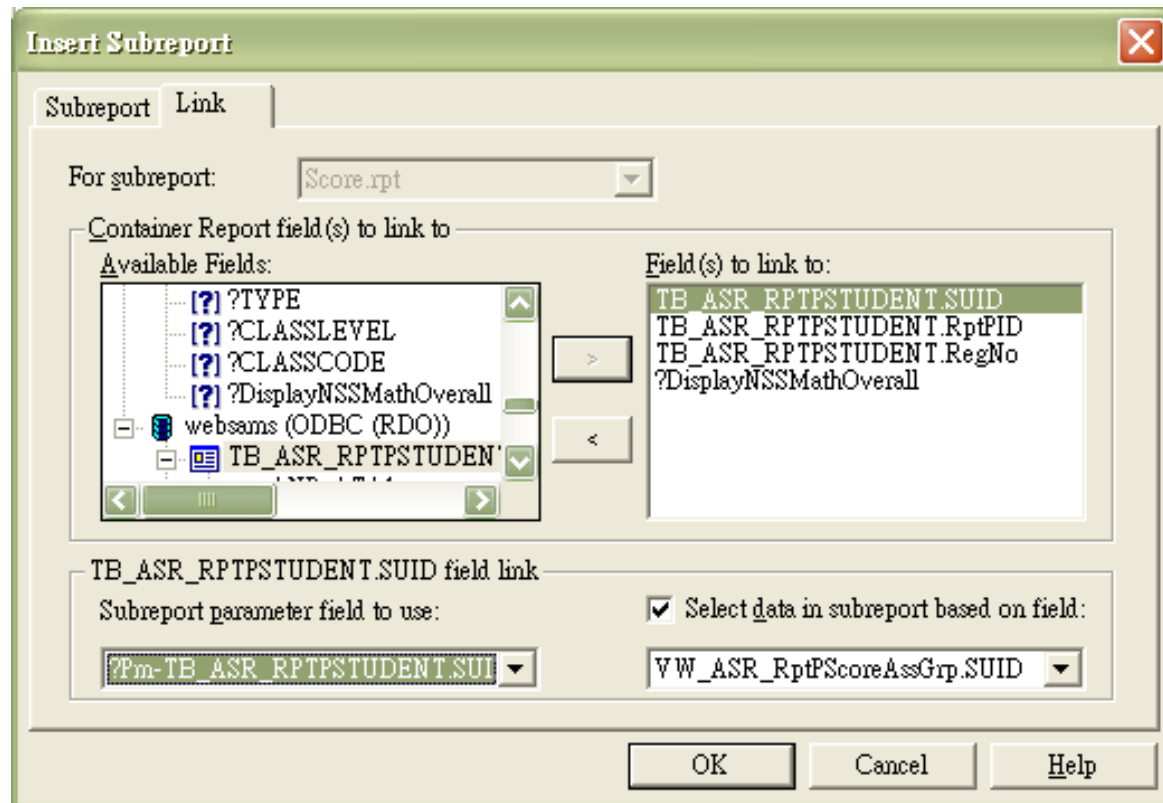 Insert Subreport
Subreport
Link
For subreport:
Score.rpt
Container Report field(s) to link to
Available Fields:
[?] ?TYPE
[?] ?CLASSLEVEL
[?] ?CLASSCODE
[?] ?DisplayNSSMathOverall
websams (ODBC (RDO))
TB_ASR_RPTPSTUDEN
>
<
Field(s) to link to:
TB_ASR_RPTPSTUDENT.SUID
TB_ASR_RPTPSTUDENT.RptPID
TB_ASR_RPTPSTUDENT.RegNo
?DisplayNSSMathOverall
TB_ASR_RPTPSTUDENT.SUID field link
Subreport parameter field to use:
?Pm-TB_ASR_RPTPSTUDENT.SUI
Select data in subreport based on field:
VW_ASR_RptPScoreAssGrp.SUID
OK
Cancel
Help